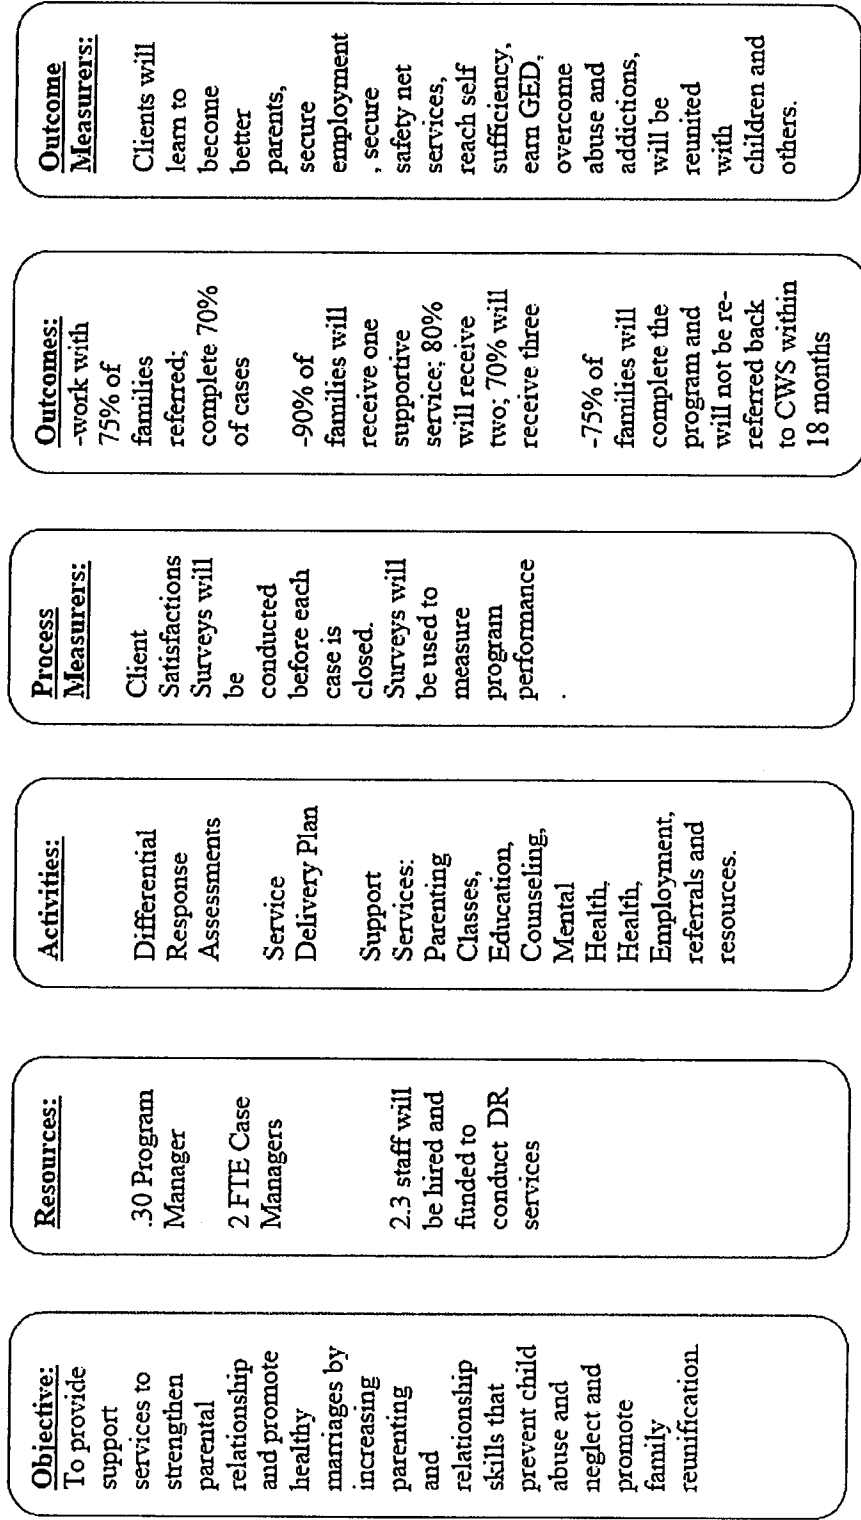 Objective:
To provide
support
services to
strengthen
parental
relationship
and promote
healthy
marriages by
increasing
parenting
and
relationship
skills that
prevent child
abuse and
neglect and
promote
family
reunification.
Resources:
.30 Program
Manager
2 FTE Case
Managers
2.3 staff will
be hired and
funded to
conduct DR
services
Activities:
Differential
Response
Assessments
Service
Delivery Plan
Support
Services:
Parenting
Classes,
Education,
Counseling,
Mental
Health,
Health,
Employment,
referrals and
resources.
Process
Measurers:
Client
Satisfactions
Surveys will
be
conducted
before each
case is
closed.
Surveys will
be used to
measure
program
performance
.
Outcomes:
-work with
75% of
families
referred;
complete 70%
of cases
-90% of
families will
receive one
supportive
service; 80%
will receive
two; 70% will
receive three
-75% of
families will
complete the
program and
will not be re-
referred back
to CWS within
18 months
Outcome
Measurers:
Clients will
learn to
become
better
parents,
secure
employment
, secure
safety net
services,
reach self
sufficiency,
earn GED,
overcome
abuse and
addictions,
will be
reunited
with
children and
others.